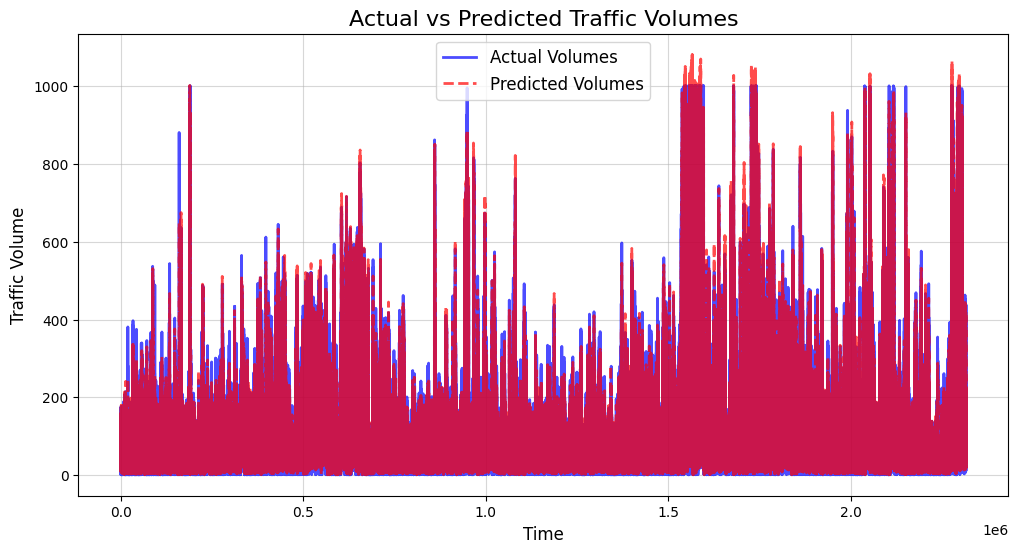 Actual vs Predicted Traffic Volumes
Actual Volumes
Predicted Volumes
Traffic Volume
1000
800
600
400
200
0
0.0 0.5 1.0 1.5 2.0
1e6
Time